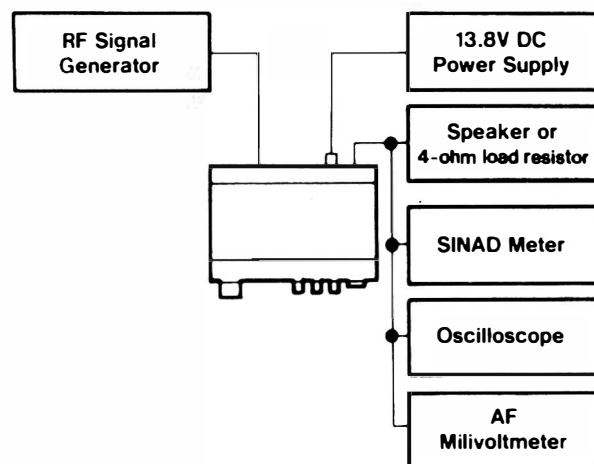 RF Signal
Generator
13.8V DC
Power Supply
Speaker or
4-ohm load resistor
SINAD Meter
Oscilloscope
AF
Milivoltmeter